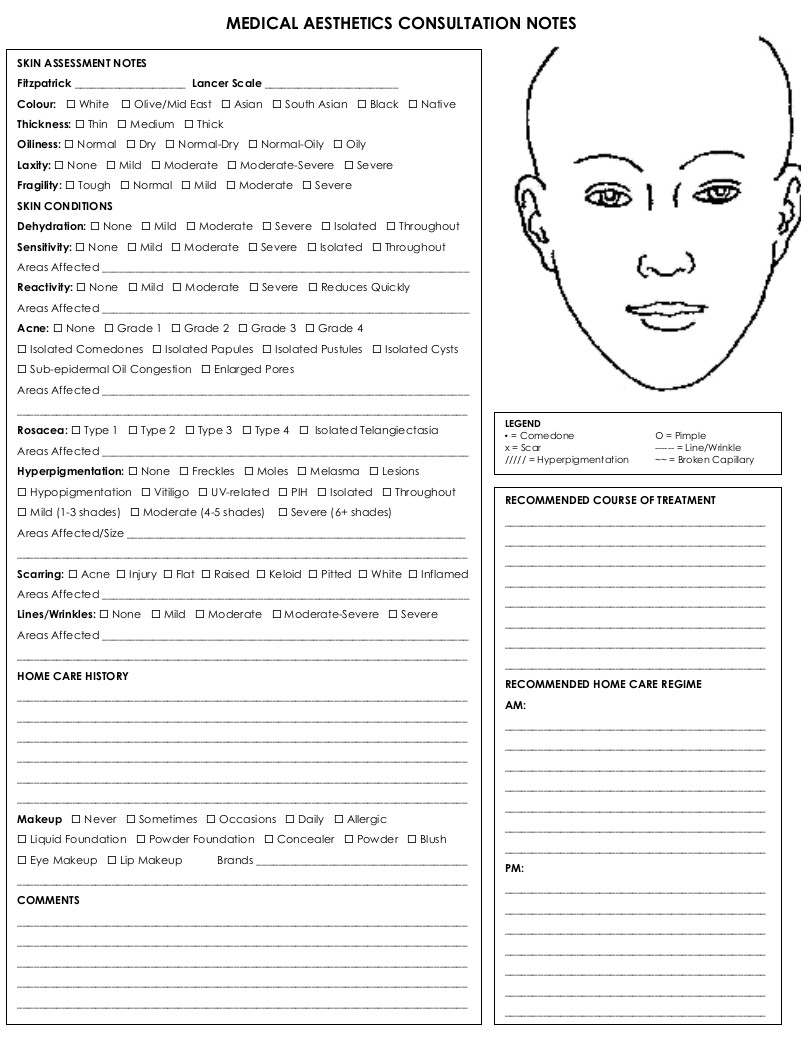 MEDICAL AESTHETICS CONSULTATION NOTES
SKIN ASSESSMENT NOTES
Fitzpatrick ____________________ Lancer Scale ________________________
Colour: ☐ White ☐ Olive/Mid East ☐ Asian ☐ South Asian ☐ Black ☐ Native
Thickness: ☐ Thin ☐ Medium ☐ Thick
Oiliness: ☐ Normal ☐ Dry ☐ Normal-Dry ☐ Normal-Oily ☐ Oily
Laxity: ☐ None ☐ Mild ☐ Moderate ☐ Moderate-Severe ☐ Severe
Fragility: ☐ Tough ☐ Normal ☐ Mild ☐ Moderate ☐ Severe
SKIN CONDITIONS
Dehydration: ☐ None ☐ Mild ☐ Moderate ☐ Severe ☐ Isolated ☐ Throughout
Sensitivity: ☐ None ☐ Mild ☐ Moderate ☐ Severe ☐ Isolated ☐ Throughout
Areas Affected ____________________
Reactivity: ☐ None ☐ Mild ☐ Moderate ☐ Severe ☐ Reduces Quickly
Areas Affected ____________________
Acne: ☐ None ☐ Grade 1 ☐ Grade 2 ☐ Grade 3 ☐ Grade 4
☐ Isolated Comedones ☐ Isolated Papules ☐ Isolated Pustules ☐ Isolated Cysts
☐ Sub-epidermal Oil Congestion ☐ Enlarged Pores
Areas Affected ____________________
Rosacea: ☐ Type 1 ☐ Type 2 ☐ Type 3 ☐ Type 4 ☐ Isolated Telangiectasia
Areas Affected ____________________
Hyperpigmentation: ☐ None ☐ Freckles ☐ Moles ☐ Melasma ☐ Lesions
☐ Hypopigmentation ☐ Vitiligo ☐ UV-related ☐ PIH ☐ Isolated ☐ Throughout
☐ Mild (1-3 shades) ☐ Moderate (4-5 shades) ☐ Severe (6+ shades)
Areas Affected/Size ____________________
Scarring: ☐ Acne ☐ Injury ☐ Flat ☐ Raised ☐ Keloid ☐ Pitted ☐ White ☐ Inflamed
Areas Affected ____________________
Lines/Wrinkles: ☐ None ☐ Mild ☐ Moderate ☐ Moderate-Severe ☐ Severe
Areas Affected ____________________
HOME CARE HISTORY
Makeup ☐ Never ☐ Sometimes ☐ Occasions ☐ Daily ☐ Allergic
☐ Liquid Foundation ☐ Powder Foundation ☐ Concealer ☐ Powder ☐ Blush
☐ Eye Makeup ☐ Lip Makeup Brands ____________________
COMMENTS
LEGEND
• = Comedone O = Pimple
x = Scar ------ = Line/Wrinkle
///// = Hyperpigmentation ~~ = Broken Capillary
RECOMMENDED COURSE OF TREATMENT
RECOMMENDED HOME CARE REGIME
AM:
PM: